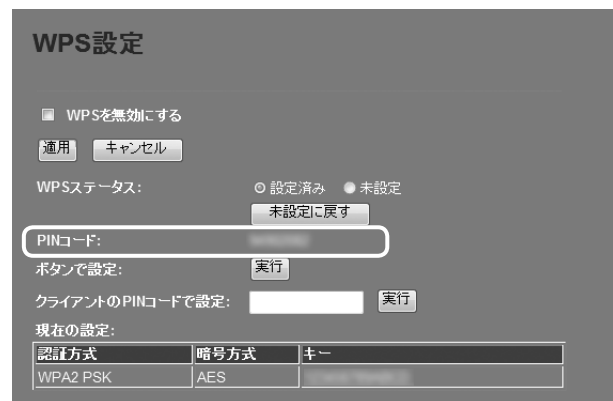 WPS設定
WPSを無効にする
適用 キャンセル
WPSステータス: 設定済み 未設定
未設定に戻す
PINコード:
ボタンで設定: 実行
クライアントのPINコードで設定: 実行
現在の設定:
認証方式 暗号方式 キー
WPA2 PSK AES